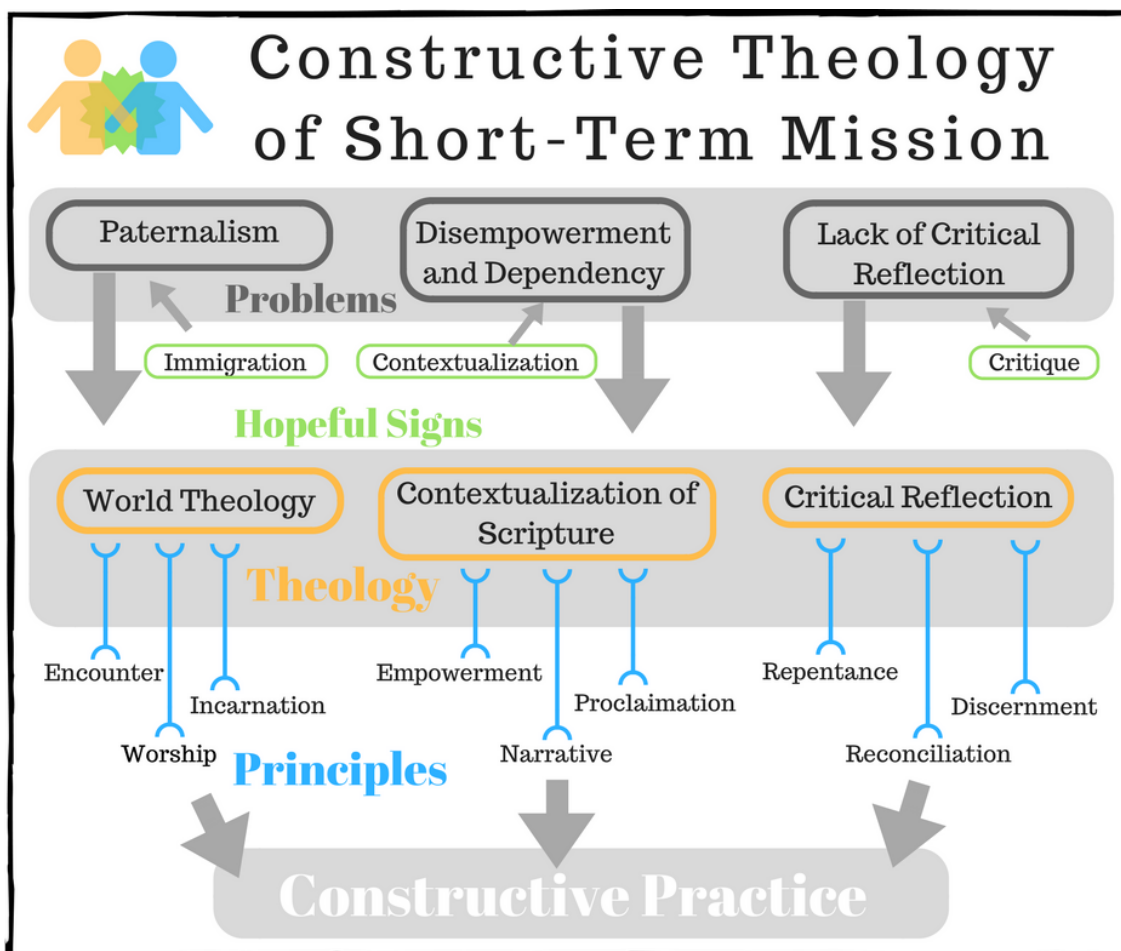 Constructive Theology
of Short-Term Mission
Paternalism
Disempowerment
and Dependency
Lack of Critical
Reflection
Problems
Immigration
Contextualization
Critique
Hopeful Signs
World Theology
Contextualization of
Scripture
Critical Reflection
Theology
Encounter
Incarnation
Worship
Empowerment
Proclaimation
Narrative
Repentance
Discernment
Reconciliation
Principles
Constructive Practice